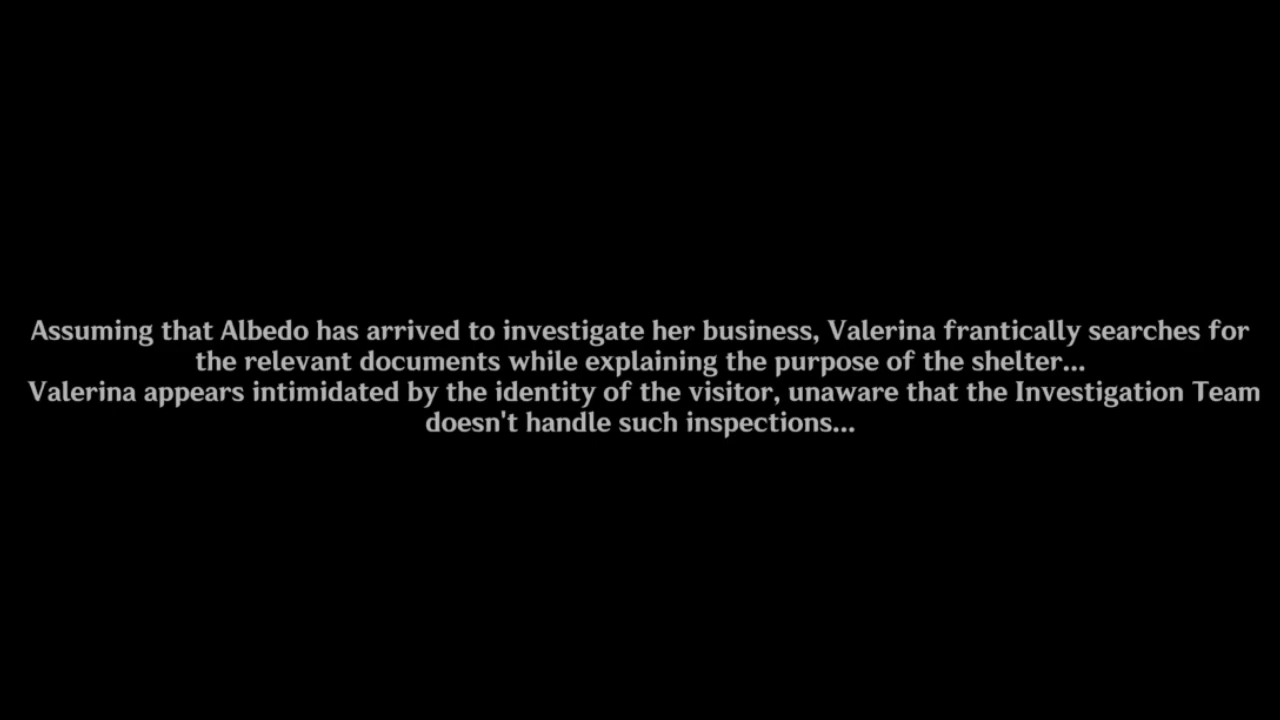 Assuming that Albedo has arrived to investigate her business, Valerina frantically searches for
the relevant documents while explaining the purpose of the shelter...
Valerina appears intimidated by the identity of the visitor, unaware that the Investigation Team
doesn't handle such inspections...